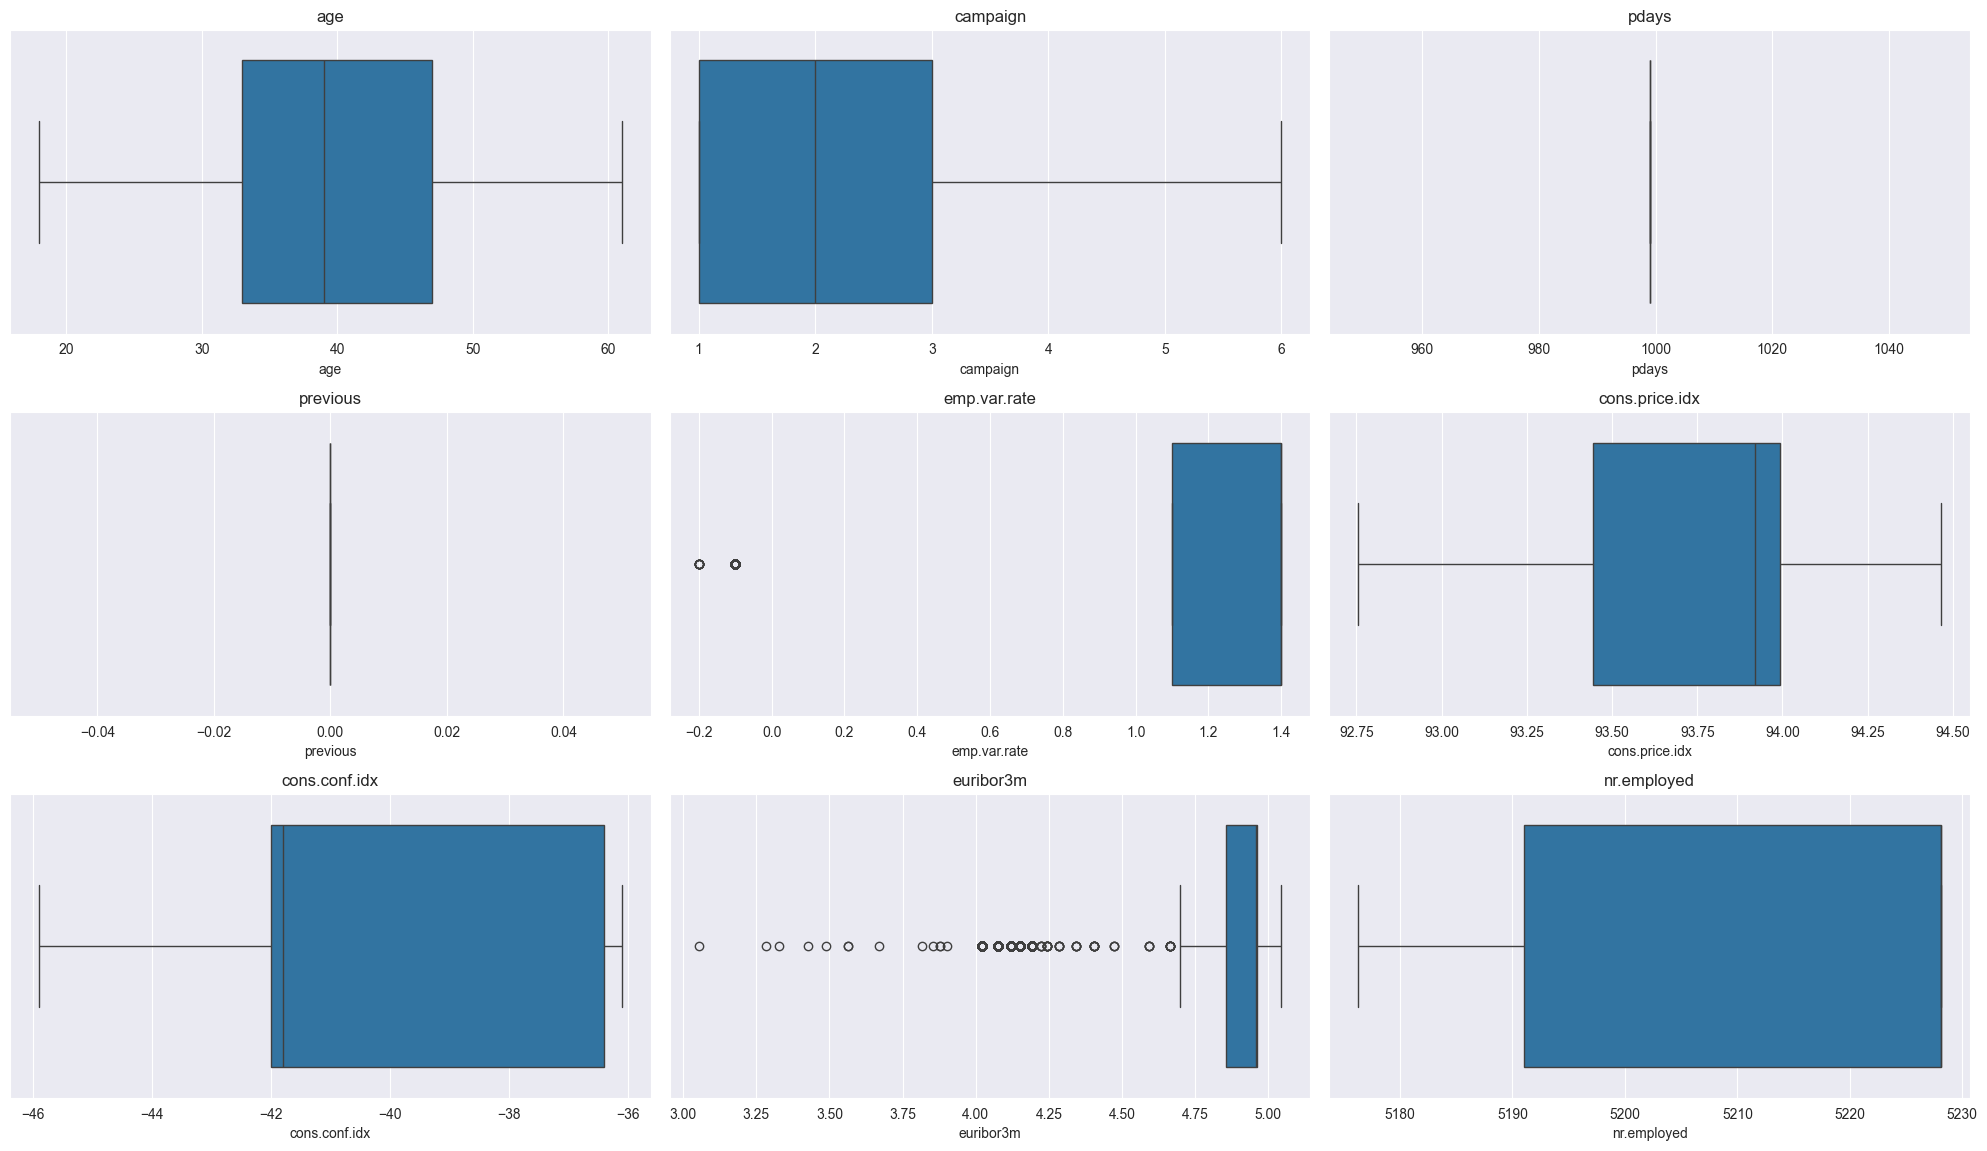 age campaign pdays
20 30 40 50 60 1 2 3 4 5 6 960 980 1000 1020 1040
age campaign pdays
previous emp.var.rate cons.price.idx
−0.04 −0.02 0.00 0.02 0.04 −0.2 0.0 0.2 0.4 0.6 0.8 1.0 1.2 1.4 92.75 93.00 93.25 93.50 93.75 94.00 94.25 94.50
previous emp.var.rate cons.price.idx
cons.conf.idx euribor3m nr.employed
−46 −44 −42 −40 −38 −36 3.00 3.25 3.50 3.75 4.00 4.25 4.50 4.75 5.00 5180 5190 5200 5210 5220 5230
cons.conf.idx euribor3m nr.employed